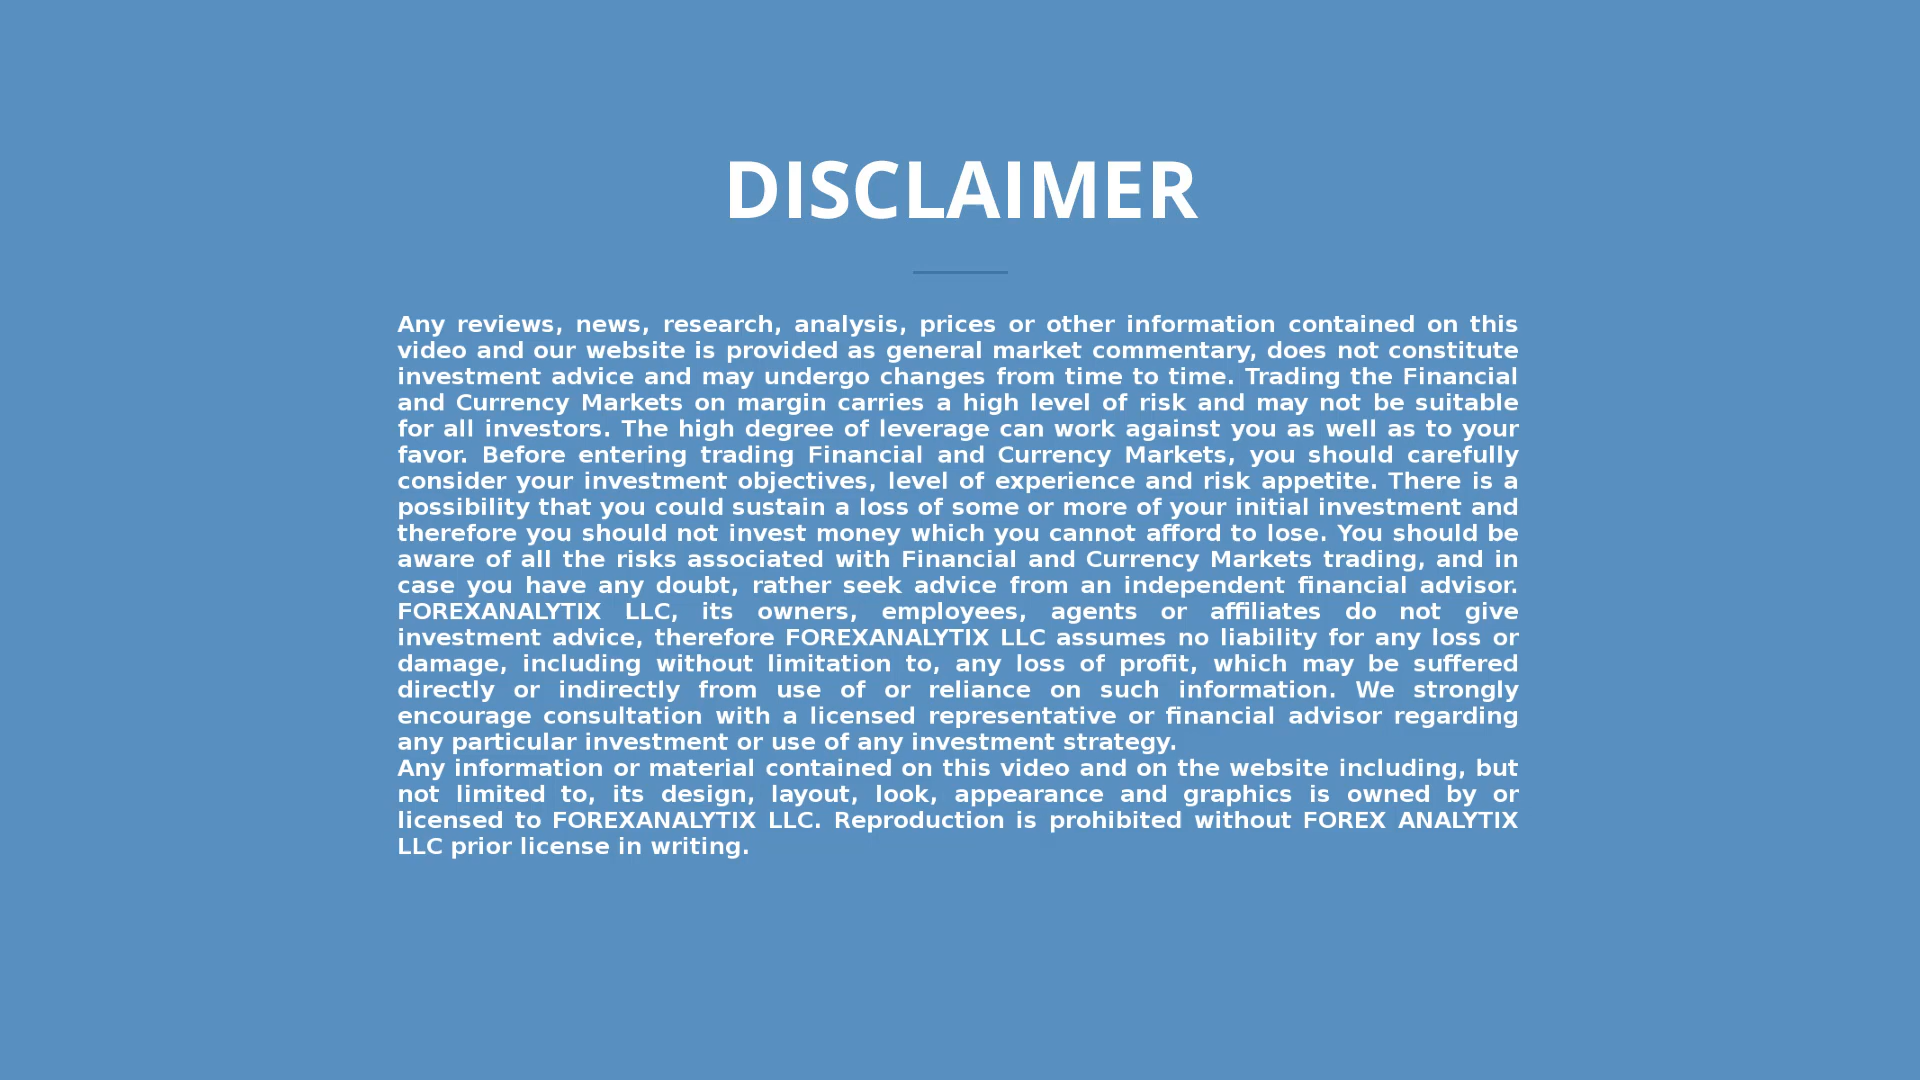 DISCLAIMER
Any reviews, news, research, analysis, prices or other information contained on this
video and our website is provided as general market commentary, does not constitute
investment advice and may undergo changes from time to time. Trading the Financial
and Currency Markets on margin carries a high level of risk and may not be suitable
for all investors. The high degree of leverage can work against you as well as to your
favor. Before entering trading Financial and Currency Markets, you should carefully
consider your investment objectives, level of experience and risk appetite. There is a
possibility that you could sustain a loss of some or more of your initial investment and
therefore you should not invest money which you cannot afford to lose. You should be
aware of all the risks associated with Financial and Currency Markets trading, and in
case you have any doubt, rather seek advice from an independent financial advisor.
FOREXANALYTIX LLC, its owners, employees, agents or affiliates do not give
investment advice, therefore FOREXANALYTIX LLC assumes no liability for any loss or
damage, including without limitation to, any loss of profit, which may be suffered
directly or indirectly from use of or reliance on such information. We strongly
encourage consultation with a licensed representative or financial advisor regarding
any particular investment or use of any investment strategy.
Any information or material contained on this video and on the website including, but
not limited to, its design, layout, look, appearance and graphics is owned by or
licensed to FOREXANALYTIX LLC. Reproduction is prohibited without FOREX ANALYTIX
LLC prior license in writing.